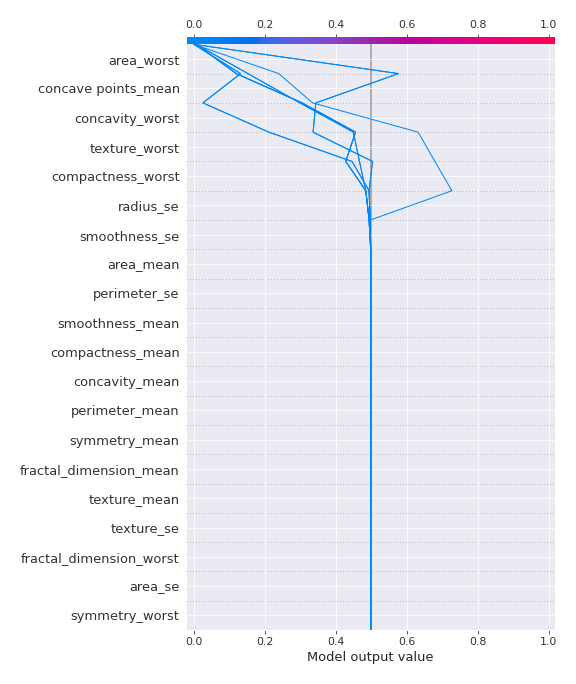 0.0 0.2 0.4 0.6 0.8 1.0
area_worst
concave points_mean
concavity_worst
texture_worst
compactness_worst
radius_se
smoothness_se
area_mean
perimeter_se
smoothness_mean
compactness_mean
concavity_mean
perimeter_mean
symmetry_mean
fractal_dimension_mean
texture_mean
texture_se
fractal_dimension_worst
area_se
symmetry_worst
0.0 0.2 0.4 0.6 0.8 1.0
Model output value